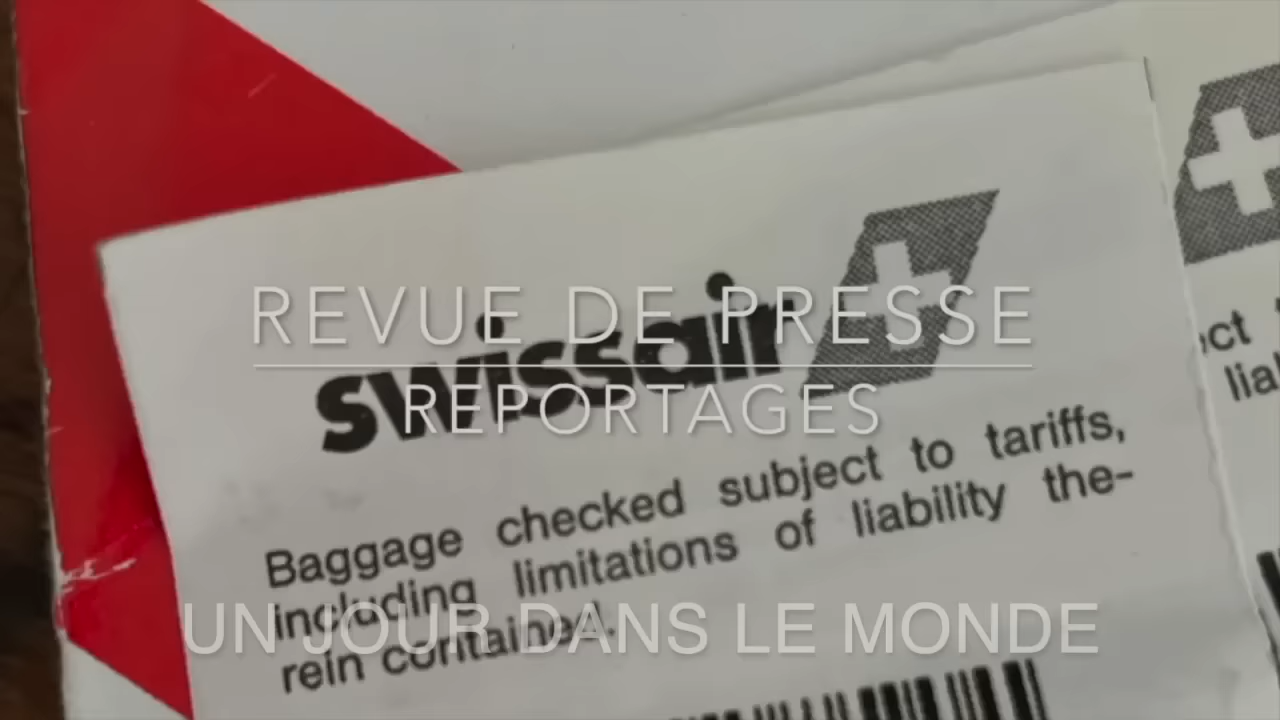 swissair
REVUE DE PRESSE
REPORTAGES
Baggage checked subject to tariffs,
including limitations of liability the-
rein contained.
UN JOUR DANS LE MONDE
ct
lia